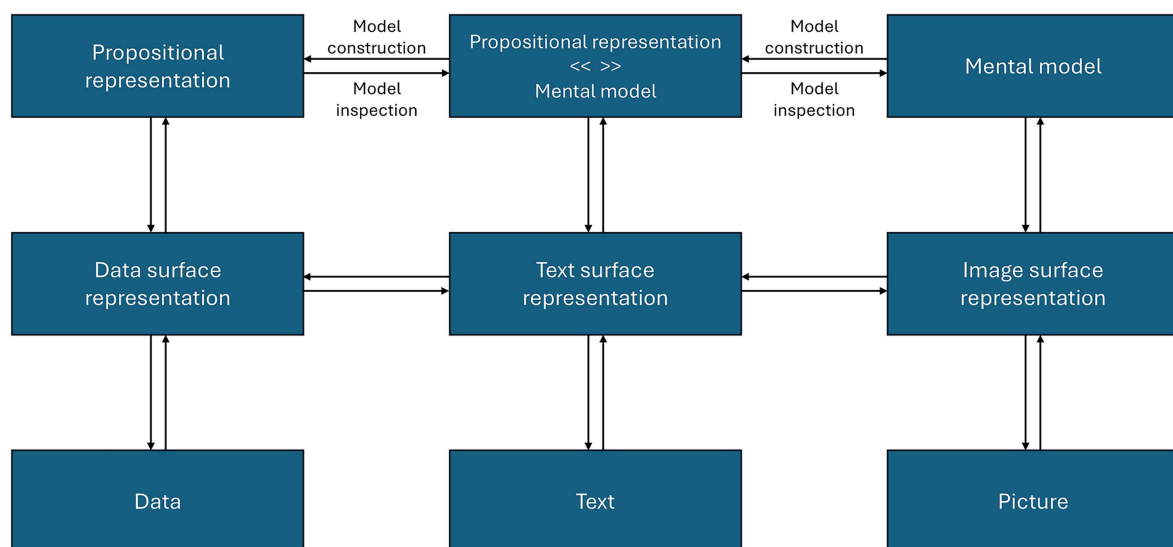 Propositional
representation
Model
construction
Model
inspection
Propositional representation
<< >>
Mental model
Model
construction
Model
inspection
Mental model
Data surface
representation
Text surface
representation
Image surface
representation
Data
Text
Picture